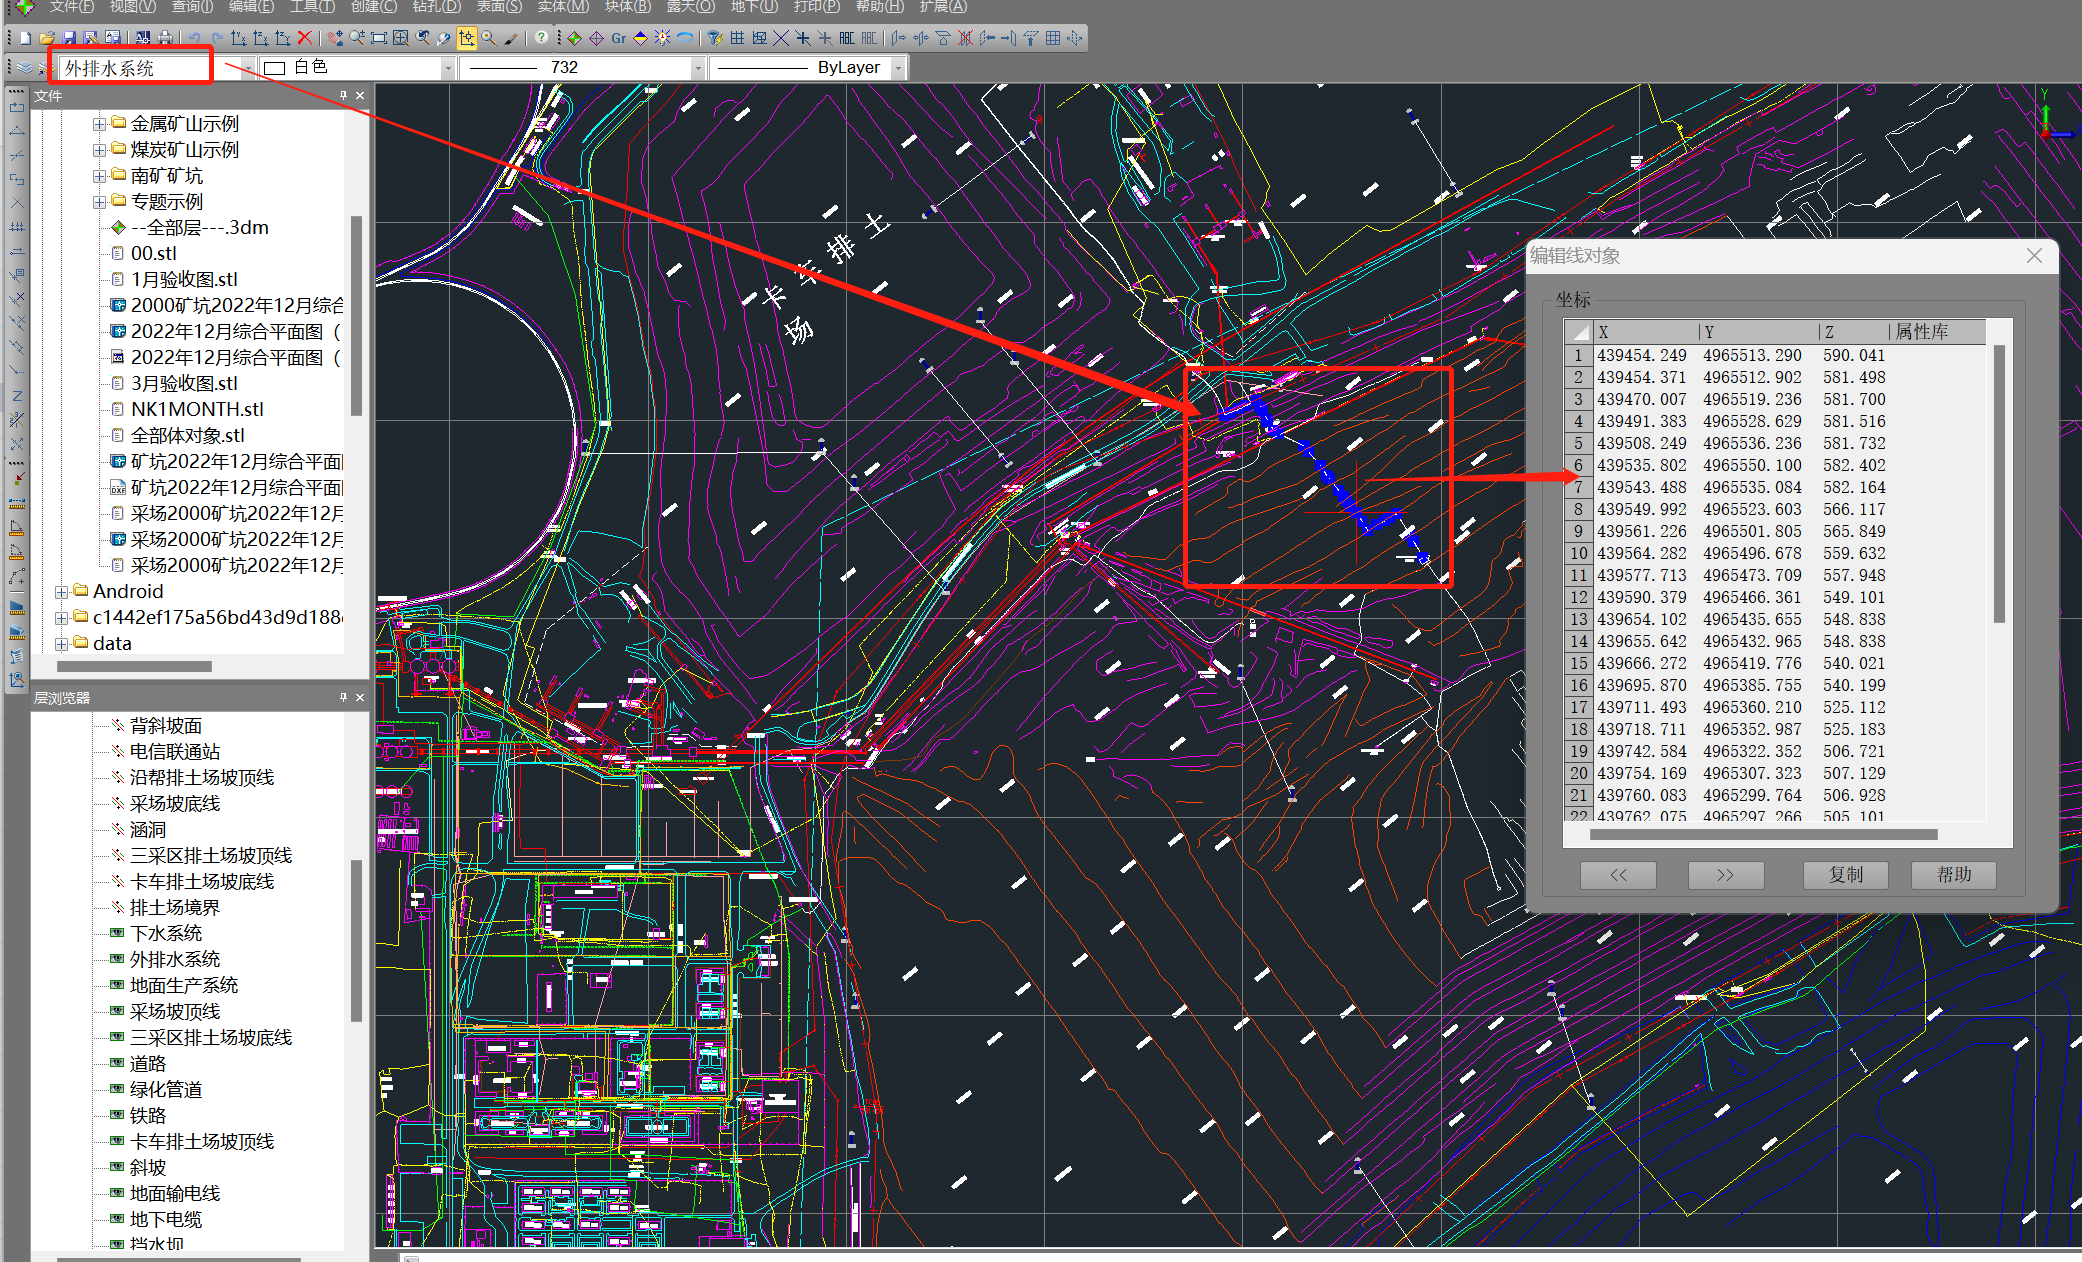 文件(F) 视图(V) 查询(I) 编辑(E) 工具(T) 创建(C) 钻孔(D) 表面(S) 实体(M) 块体(B) 露天(O) 地下(U) 打印(P) 帮助(H) 扩展(A)
外排水系统 白色 732 ByLayer
文件
金属矿山示例
煤炭矿山示例
南矿矿坑
专题示例
--全部层---.3dm
00.stl
1月验收图.stl
2000矿坑2022年12月综合
2022年12月综合平面图（
2022年12月综合平面图（
3月验收图.stl
NK1MONTH.stl
全部体对象.stl
矿坑2022年12月综合平面
矿坑2022年12月综合平面
采场2000矿坑2022年12月
采场2000矿坑2022年12月
采场2000矿坑2022年12月
Android
c1442ef175a56bd43d9d188
data
层浏览器
背斜坡面
电信联通站
沿帮排土场坡顶线
采场坡底线
涵洞
三采区排土场坡顶线
卡车排土场坡底线
排土场境界
下水系统
外排水系统
地面生产系统
采场坡顶线
三采区排土场坡底线
道路
绿化管道
铁路
卡车排土场坡顶线
斜坡
地面输电线
地下电缆
挡水坝
卡车排土场
Y
编辑线对象
坐标
X Y Z 属性库
1 439454.249 4965513.290 590.041
2 439454.371 4965512.902 581.498
3 439470.007 4965519.236 581.700
4 439491.383 4965528.629 581.516
5 439508.249 4965536.236 581.732
6 439535.802 4965550.100 582.402
7 439543.488 4965535.084 582.164
8 439549.992 4965523.603 566.117
9 439561.226 4965501.805 565.849
10 439564.282 4965496.678 559.632
11 439577.713 4965473.709 557.948
12 439590.379 4965466.361 549.101
13 439654.102 4965435.655 548.838
14 439655.642 4965432.965 548.838
15 439666.272 4965419.776 540.021
16 439695.870 4965385.755 540.199
17 439711.493 4965360.210 525.112
18 439718.711 4965352.987 525.183
19 439742.584 4965322.352 506.721
20 439754.169 4965307.323 507.129
21 439760.083 4965299.764 506.928
22 439762.075 4965297.266 505.101
<< >> 复制 帮助